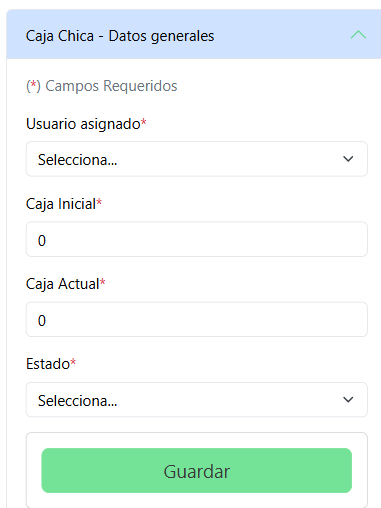 Caja Chica - Datos generales
(*) Campos Requeridos
Usuario asignado*
Selecciona...
Caja Inicial*
0
Caja Actual*
0
Estado*
Selecciona...
Guardar